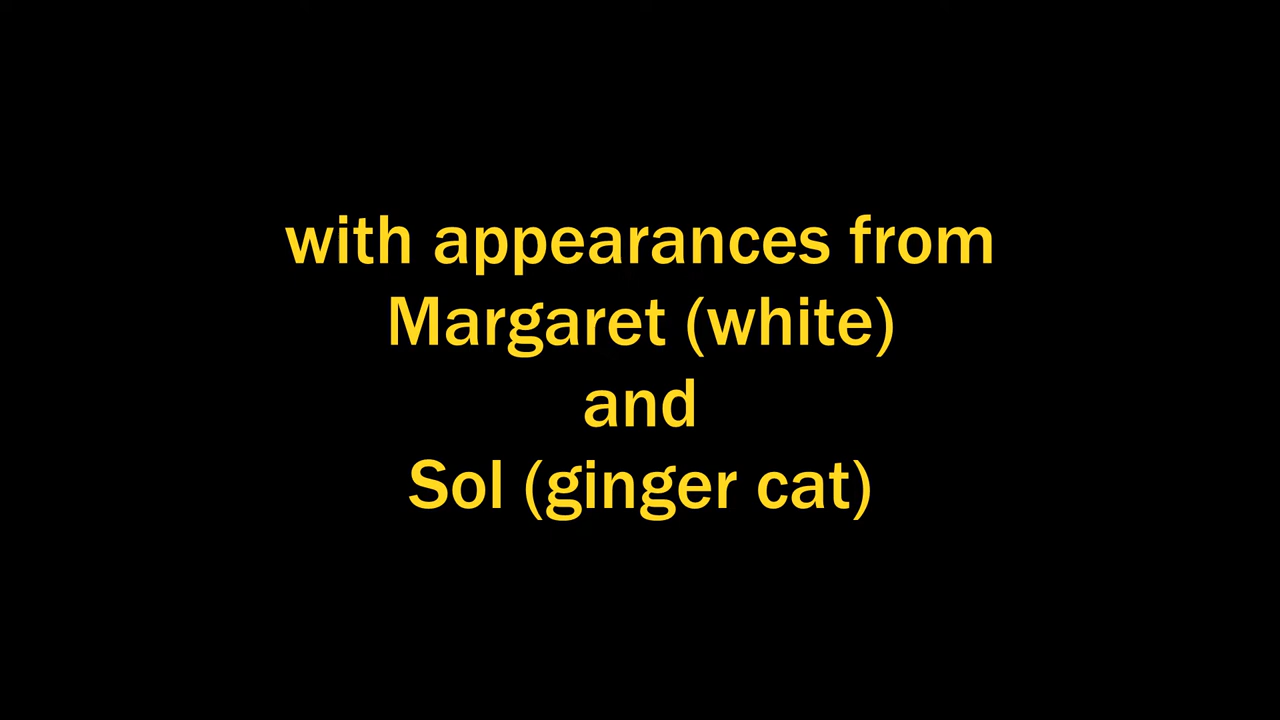 with appearances from
Margaret (white)
and
Sol (ginger cat)